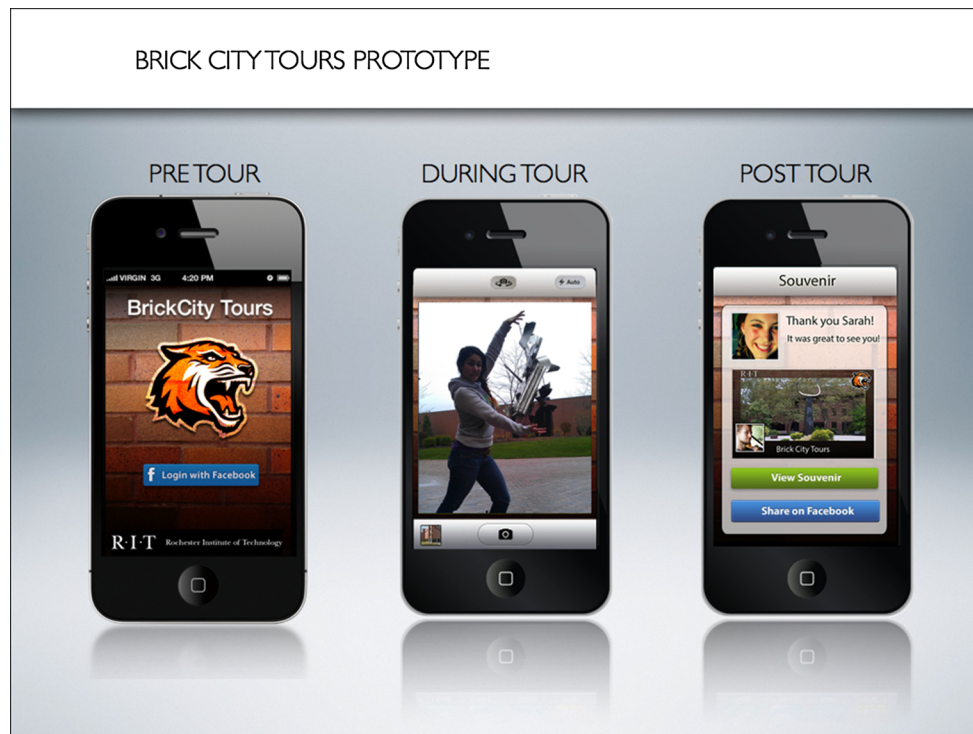 BRICK CITY TOURS PROTOTYPE
PRE TOUR
DURING TOUR
POST TOUR
VIRGIN 3G 4:20 PM
BrickCity Tours
f Login with Facebook
R·I·T Rochester Institute of Technology
Auto
Souvenir
Thank you Sarah!
It was great to see you!
R·I·T
Brick City Tours
View Souvenir
Share on Facebook